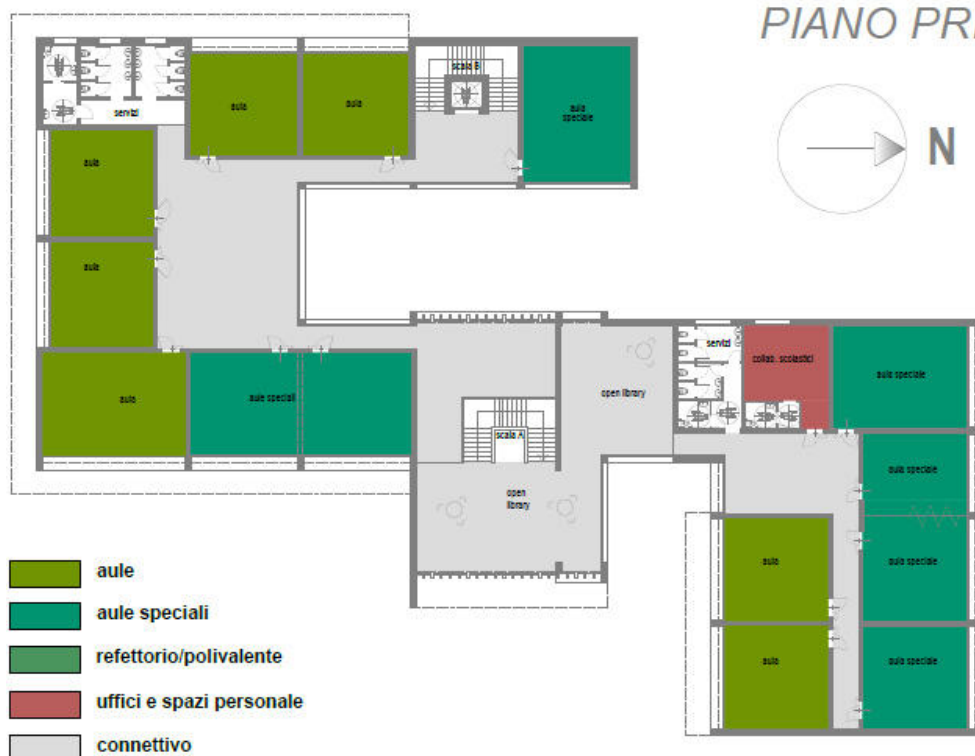 PIANO PRI
N
scala B
aula
aula
aula
speciale
servizi
aula
aula
servizi
collab. scolastici
aula speciale
aula
aule speciali
open library
scala A
aula speciale
open
library
aula
aula speciale
aula
aula speciale
aule
aule speciali
refettorio/polivalente
uffici e spazi personale
connettivo